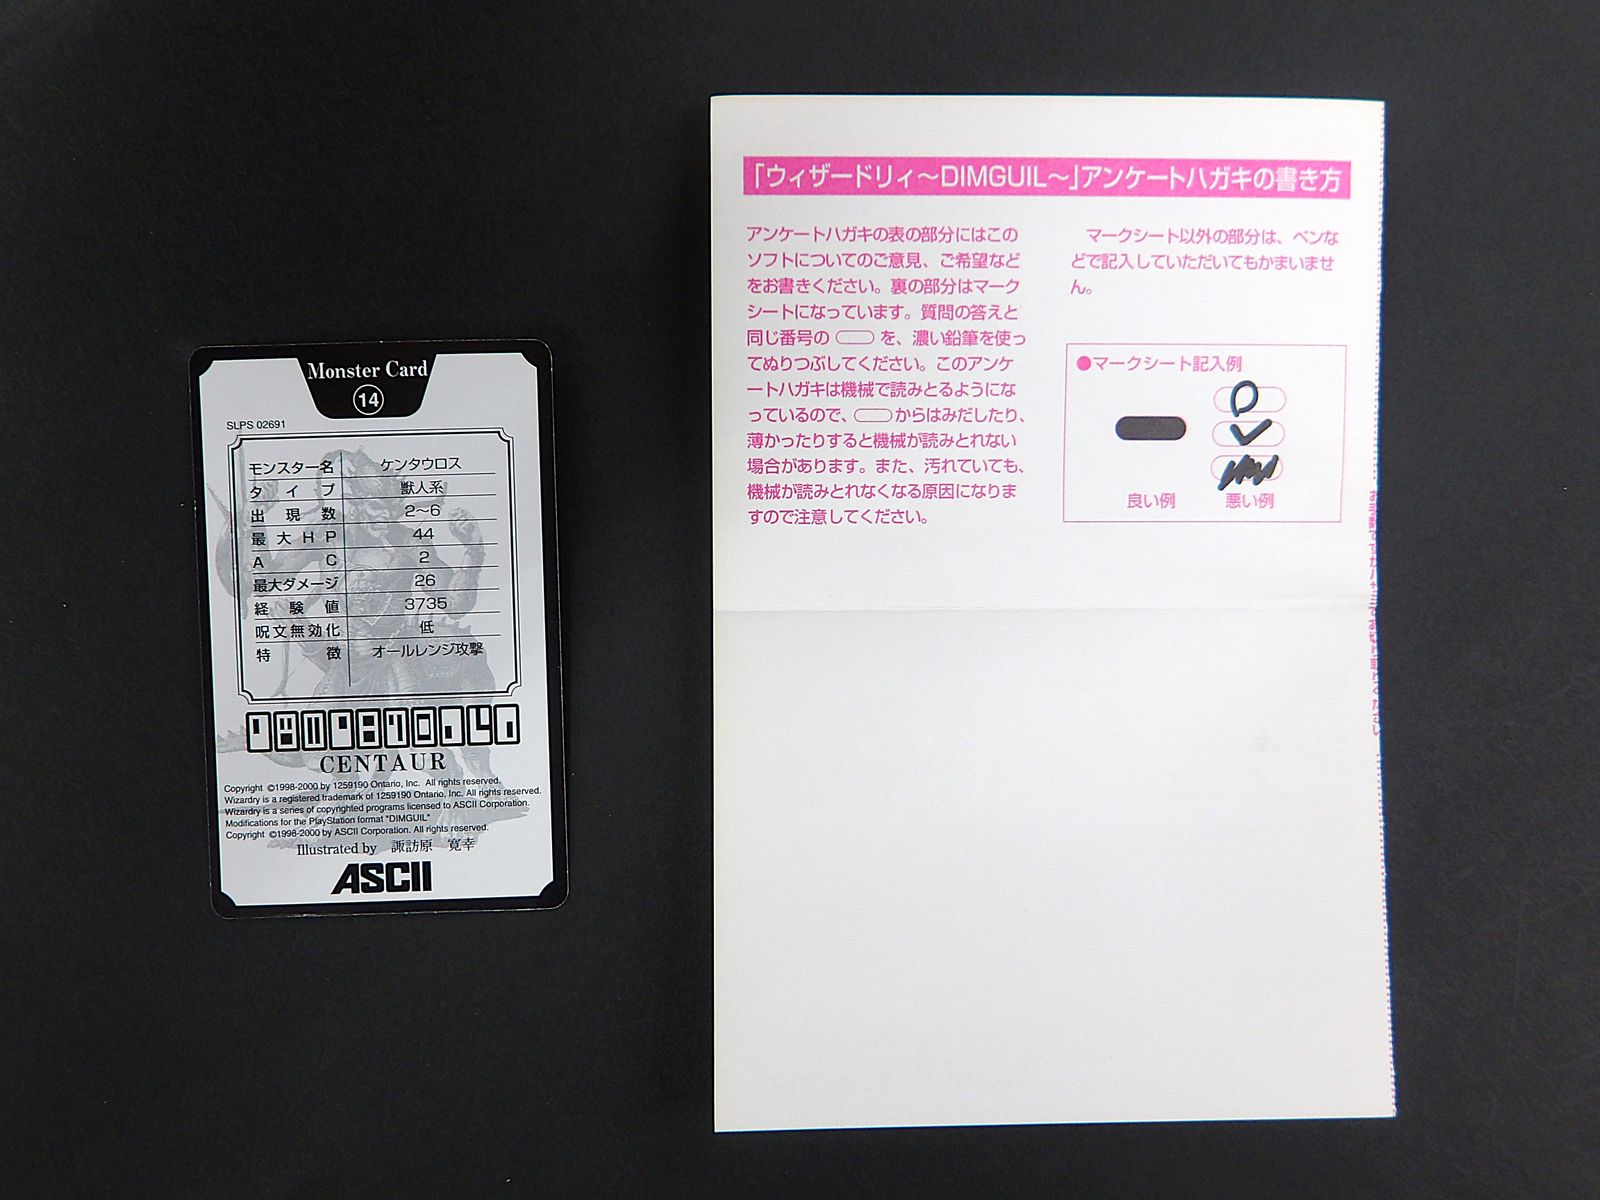 Monster Card
14
SLPS 02691
モンスター名 ケンタウロス
タイプ 獣人系
出現数 2～6
最大HP 44
AC 2
最大ダメージ 26
経験値 3735
呪文無効化 低
特徴 オールレンジ攻撃
CENTAUR
Copyright ©1998-2000 by 1259190 Ontario, Inc. All rights reserved.
Wizardry is a registered trademark of 1259190 Ontario, Inc. All rights reserved.
Wizardry is a series of copyrighted programs licensed to ASCII Corporation.
Modifications for the PlayStation format "DIMGUIL"
Copyright ©1998-2000 by ASCII Corporation. All rights reserved.
Illustrated by 諏訪原 寛幸
ASCII
「ウィザードリィ～DIMGUIL～」アンケートハガキの書き方
アンケートハガキの表の部分にはこの
ソフトについてのご意見、ご希望など
をお書きください。裏の部分はマーク
シートになっています。質問の答えと
同じ番号の を、濃い鉛筆を使っ
てぬりつぶしてください。このアンケ
ートハガキは機械で読みとるようにな
っているので、 からはみだしたり、
薄かったりすると機械が読みとれない
場合があります。また、汚れていても、
機械が読みとれなくなる原因になりま
すので注意してください。
マークシート以外の部分は、ペンな
どで記入していただいてもかまいませ
ん。
●マークシート記入例
良い例 悪い例
お手数ですがハサミでお切り取りください